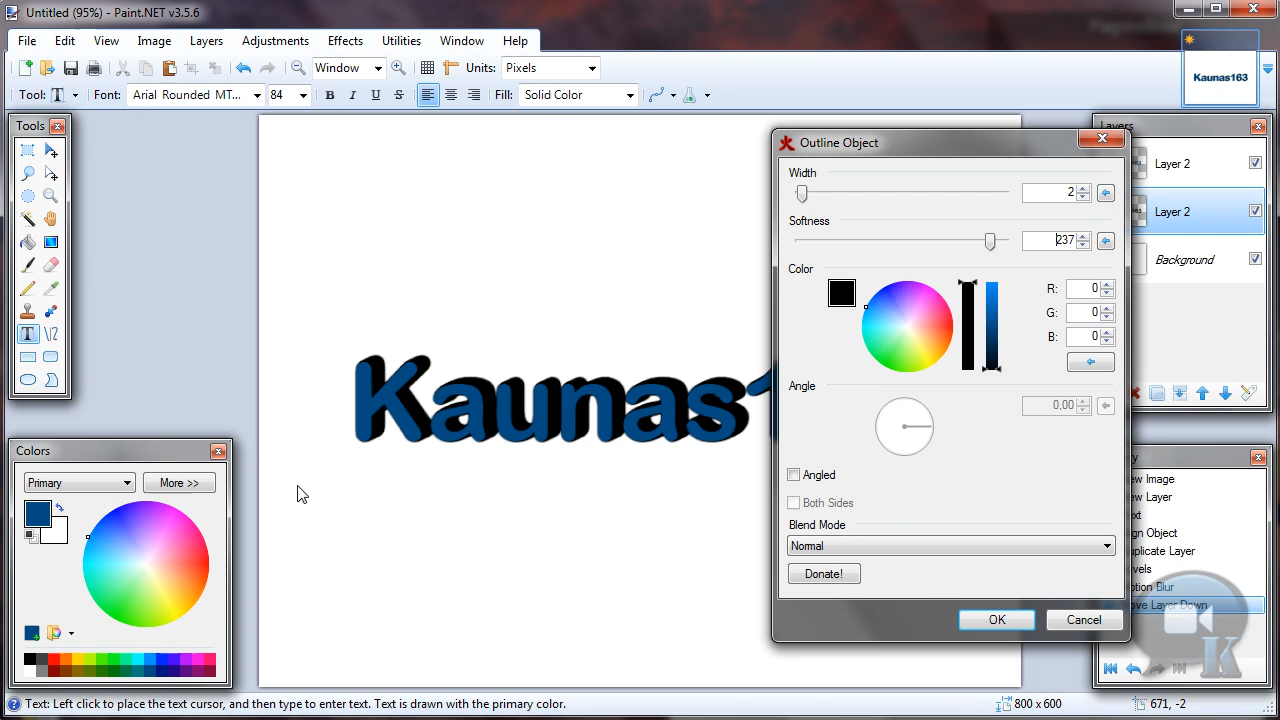 Untitled (95%) - Paint.NET v3.5.6
File Edit View Image Layers Adjustments Effects Utilities Window Help
Window Units: Pixels
Kaunas163
Tool: T Font: Arial Rounded MT... 84 B I U S Fill: Solid Color
Tools
T
Layers
Layer 2
Layer 2
Background
Kaunas1
Outline Object
Width
2
Softness
237
Color
R: 0
G: 0
B: 0
Angle
0,00
Angled
Both Sides
Blend Mode
Normal
Donate!
OK Cancel
Colors
Primary More >>
ew Image
ew Layer
ext
ign Object
uplicate Layer
evels
otion Blur
ove Layer Down
K
Text: Left click to place the text cursor, and then type to enter text. Text is drawn with the primary color.
800 x 600
671, -2